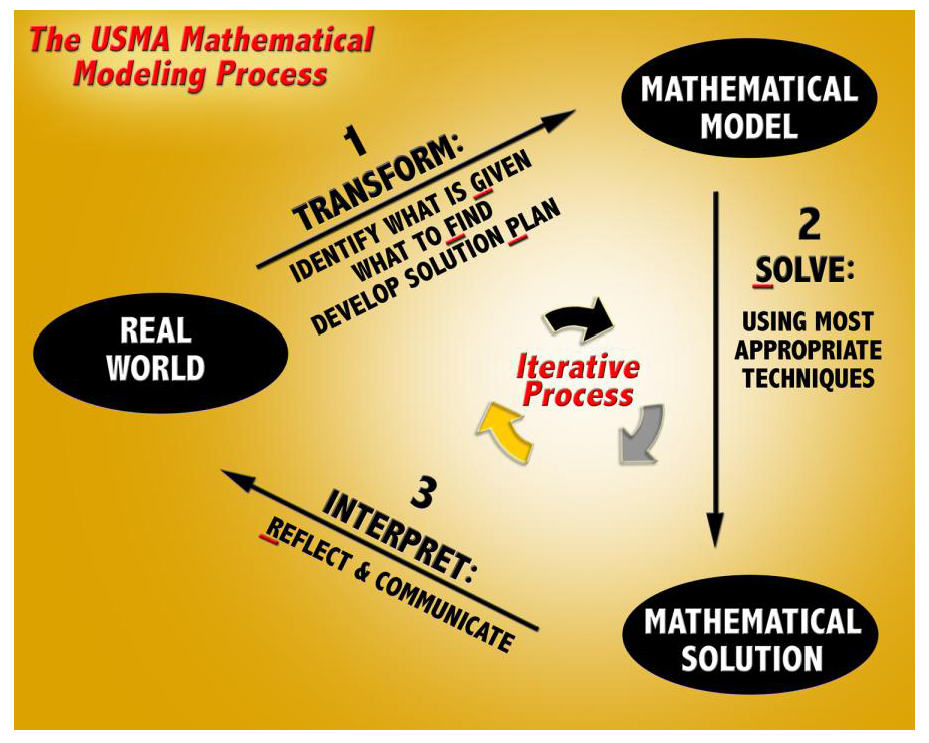 The USMA Mathematical
Modeling Process
MATHEMATICAL
MODEL
1
TRANSFORM:
IDENTIFY WHAT IS GIVEN
WHAT TO FIND
DEVELOP SOLUTION PLAN
2
SOLVE:
USING MOST
APPROPRIATE
TECHNIQUES
REAL
WORLD
Iterative
Process
3
INTERPRET:
REFLECT & COMMUNICATE
MATHEMATICAL
SOLUTION